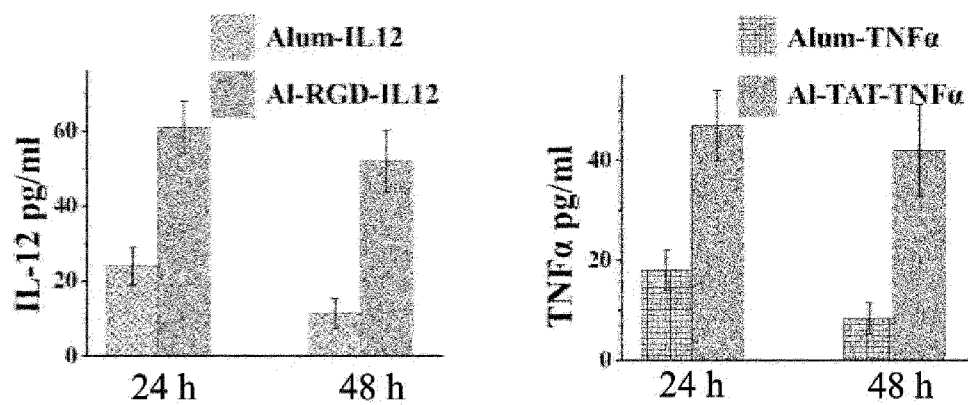 Alum-IL12
Al-RGD-IL12
IL-12 pg/ml
60
40
20
0
24 h
48 h
Alum-TNFα
Al-TAT-TNFα
TNFα pg/ml
40
20
0
24 h
48 h